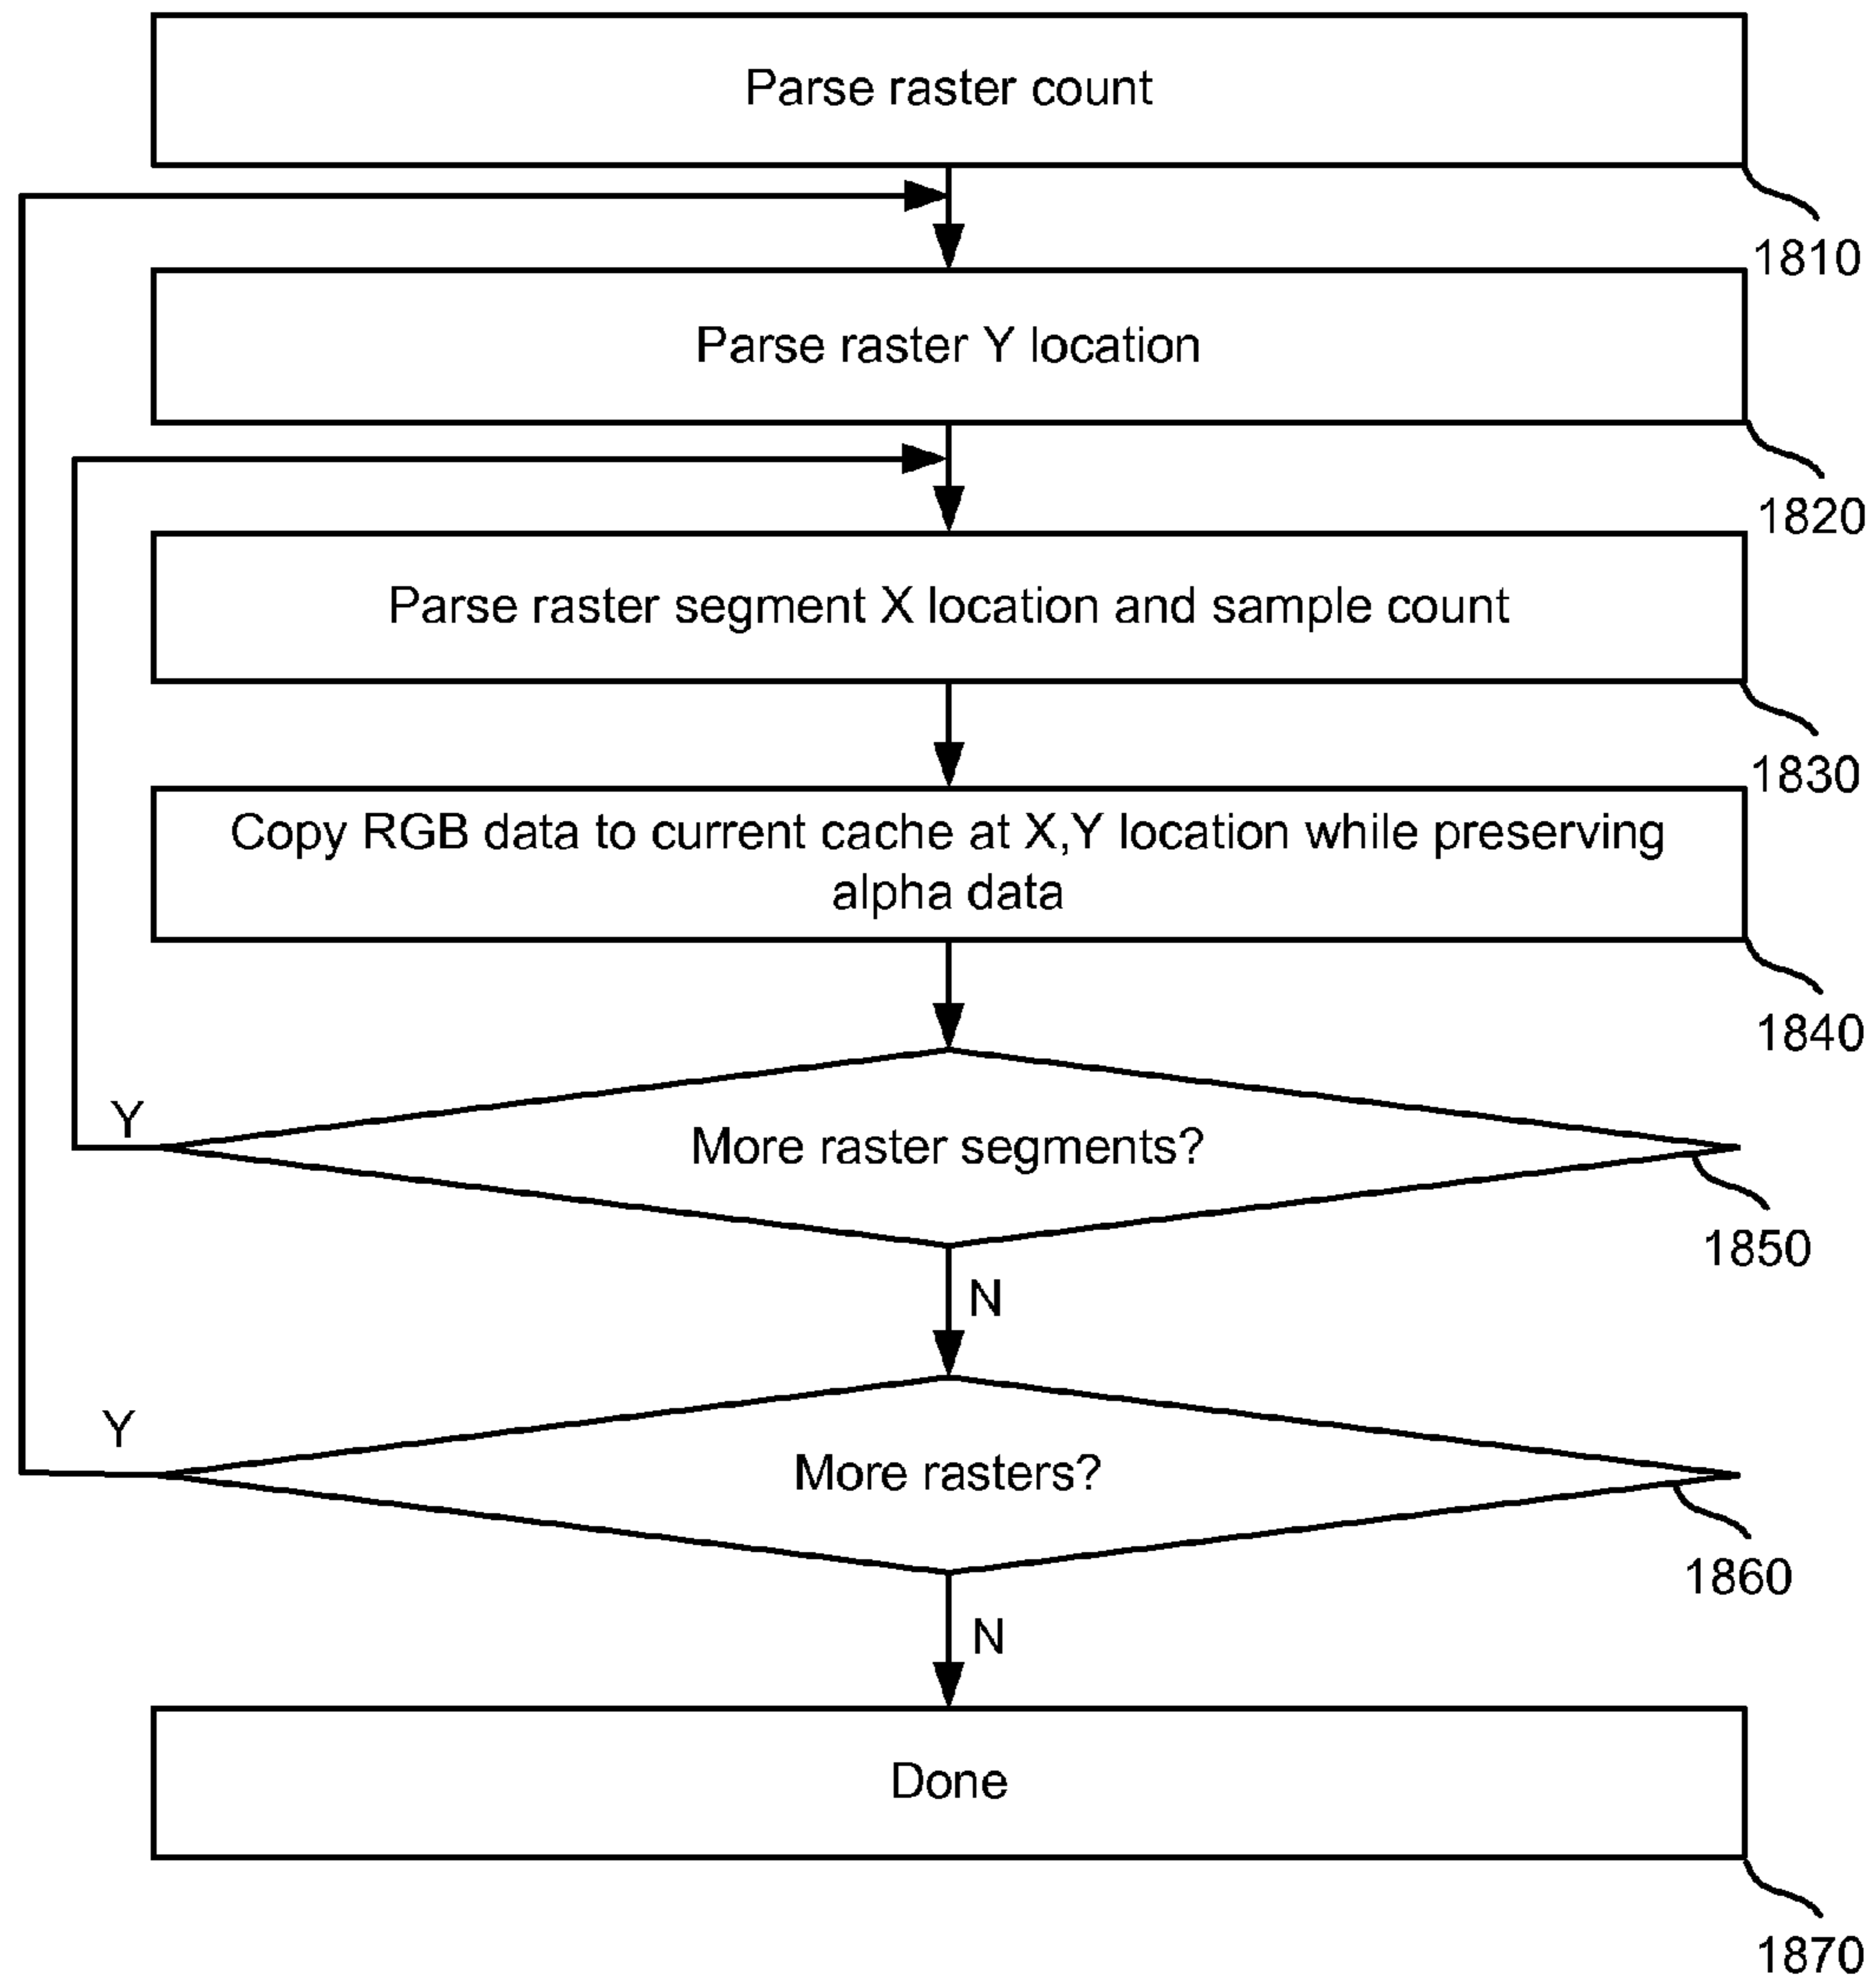 Parse raster count
1810
Parse raster Y location
1820
Parse raster segment X location and sample count
1830
Copy RGB data to current cache at X,Y location while preserving
alpha data
1840
Y
More raster segments?
1850
N
Y
More rasters?
1860
N
Done
1870